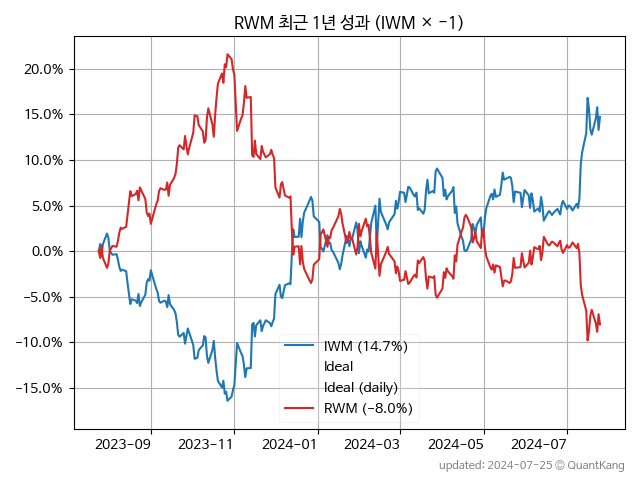 RWM 최근 1년 성과 (IWM × −1)
20.0%
15.0%
10.0%
5.0%
0.0%
−5.0%
−10.0%
−15.0%
IWM (14.7%)
Ideal
Ideal (daily)
RWM (−8.0%)
2023−09
2023−11
2024−01
2024−03
2024−05
2024−07
updated: 2024-07-25 © QuantKang